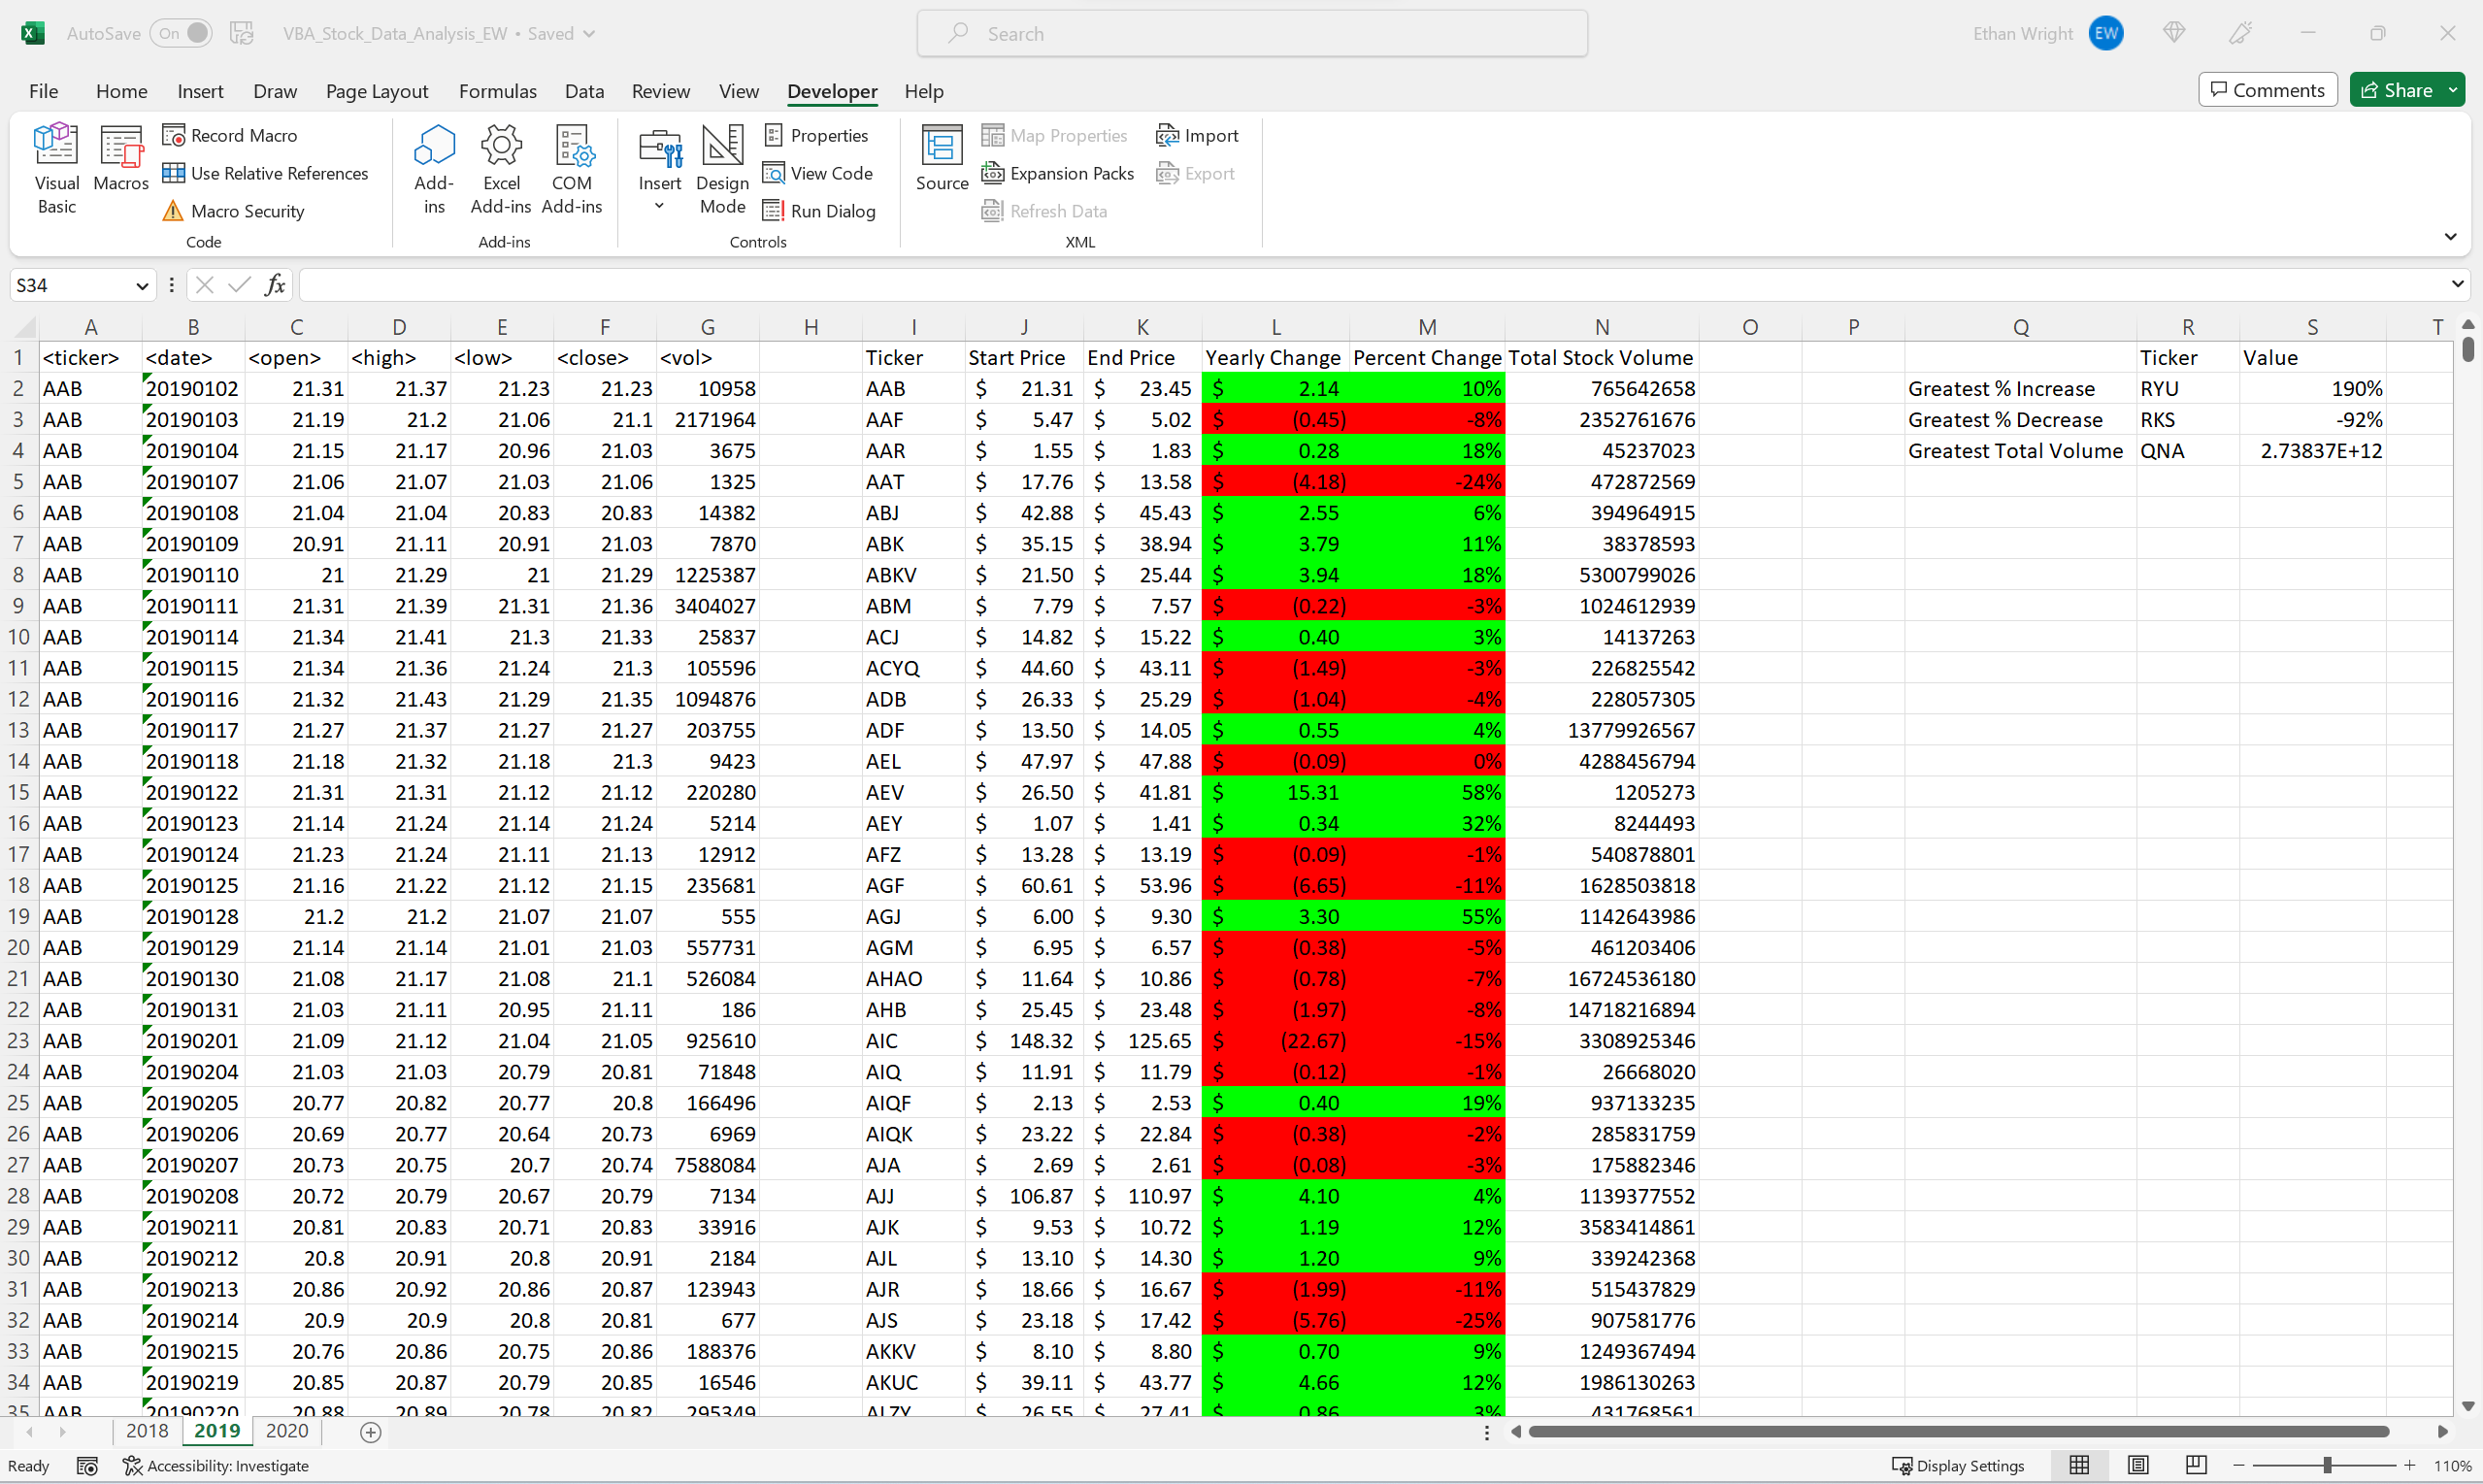 AutoSave On VBA_Stock_Data_Analysis_EW • Saved Search Ethan Wright EW
File Home Insert Draw Page Layout Formulas Data Review View Developer Help Comments Share
Visual Basic Macros Record Macro Use Relative References Macro Security Code
Add-ins Excel Add-ins COM Add-ins Add-ins
Insert Design Mode Properties View Code Run Dialog Controls
Source Map Properties Expansion Packs Refresh Data Import Export XML
S34 fx
A B C D E F G H I J K L M N O P Q R S T
1 <ticker> <date> <open> <high> <low> <close> <vol> Ticker Start Price End Price Yearly Change Percent Change Total Stock Volume Ticker Value
2 AAB 20190102 21.31 21.37 21.23 21.23 10958 AAB $ 21.31 $ 23.45 $ 2.14 10% 765642658 Greatest % Increase RYU 190%
3 AAB 20190103 21.19 21.2 21.06 21.1 2171964 AAF $ 5.47 $ 5.02 $ (0.45) -8% 2352761676 Greatest % Decrease RKS -92%
4 AAB 20190104 21.15 21.17 20.96 21.03 3675 AAR $ 1.55 $ 1.83 $ 0.28 18% 45237023 Greatest Total Volume QNA 2.73837E+12
5 AAB 20190107 21.06 21.07 21.03 21.06 1325 AAT $ 17.76 $ 13.58 $ (4.18) -24% 472872569
6 AAB 20190108 21.04 21.04 20.83 20.83 14382 ABJ $ 42.88 $ 45.43 $ 2.55 6% 394964915
7 AAB 20190109 20.91 21.11 20.91 21.03 7870 ABK $ 35.15 $ 38.94 $ 3.79 11% 38378593
8 AAB 20190110 21 21.29 21 21.29 1225387 ABKV $ 21.50 $ 25.44 $ 3.94 18% 5300799026
9 AAB 20190111 21.31 21.39 21.31 21.36 3404027 ABM $ 7.79 $ 7.57 $ (0.22) -3% 1024612939
10 AAB 20190114 21.34 21.41 21.3 21.33 25837 ACJ $ 14.82 $ 15.22 $ 0.40 3% 14137263
11 AAB 20190115 21.34 21.36 21.24 21.3 105596 ACYQ $ 44.60 $ 43.11 $ (1.49) -3% 226825542
12 AAB 20190116 21.32 21.43 21.29 21.35 1094876 ADB $ 26.33 $ 25.29 $ (1.04) -4% 228057305
13 AAB 20190117 21.27 21.37 21.27 21.27 203755 ADF $ 13.50 $ 14.05 $ 0.55 4% 13779926567
14 AAB 20190118 21.18 21.32 21.18 21.3 9423 AEL $ 47.97 $ 47.88 $ (0.09) 0% 4288456794
15 AAB 20190122 21.31 21.31 21.12 21.12 220280 AEV $ 26.50 $ 41.81 $ 15.31 58% 1205273
16 AAB 20190123 21.14 21.24 21.14 21.24 5214 AEY $ 1.07 $ 1.41 $ 0.34 32% 8244493
17 AAB 20190124 21.23 21.24 21.11 21.13 12912 AFZ $ 13.28 $ 13.19 $ (0.09) -1% 540878801
18 AAB 20190125 21.16 21.22 21.12 21.15 235681 AGF $ 60.61 $ 53.96 $ (6.65) -11% 1628503818
19 AAB 20190128 21.2 21.2 21.07 21.07 555 AGJ $ 6.00 $ 9.30 $ 3.30 55% 1142643986
20 AAB 20190129 21.14 21.14 21.01 21.03 557731 AGM $ 6.95 $ 6.57 $ (0.38) -5% 461203406
21 AAB 20190130 21.08 21.17 21.08 21.1 526084 AHAO $ 11.64 $ 10.86 $ (0.78) -7% 16724536180
22 AAB 20190131 21.03 21.11 20.95 21.11 186 AHB $ 25.45 $ 23.48 $ (1.97) -8% 14718216894
23 AAB 20190201 21.09 21.12 21.04 21.05 925610 AIC $ 148.32 $ 125.65 $ (22.67) -15% 3308925346
24 AAB 20190204 21.03 21.03 20.79 20.81 71848 AIQ $ 11.91 $ 11.79 $ (0.12) -1% 26668020
25 AAB 20190205 20.77 20.82 20.77 20.8 166496 AIQF $ 2.13 $ 2.53 $ 0.40 19% 937133235
26 AAB 20190206 20.69 20.77 20.64 20.73 6969 AIQK $ 23.22 $ 22.84 $ (0.38) -2% 285831759
27 AAB 20190207 20.73 20.75 20.7 20.74 7588084 AJA $ 2.69 $ 2.61 $ (0.08) -3% 175882346
28 AAB 20190208 20.72 20.79 20.67 20.79 7134 AJJ $ 106.87 $ 110.97 $ 4.10 4% 1139377552
29 AAB 20190211 20.81 20.83 20.71 20.83 33916 AJK $ 9.53 $ 10.72 $ 1.19 12% 3583414861
30 AAB 20190212 20.8 20.91 20.8 20.91 2184 AJL $ 13.10 $ 14.30 $ 1.20 9% 339242368
31 AAB 20190213 20.86 20.92 20.86 20.87 123943 AJR $ 18.66 $ 16.67 $ (1.99) -11% 515437829
32 AAB 20190214 20.9 20.9 20.8 20.81 677 AJS $ 23.18 $ 17.42 $ (5.76) -25% 907581776
33 AAB 20190215 20.76 20.86 20.75 20.86 188376 AKKV $ 8.10 $ 8.80 $ 0.70 9% 1249367494
34 AAB 20190219 20.85 20.87 20.79 20.85 16546 AKUC $ 39.11 $ 43.77 $ 4.66 12% 1986130263
35 AAB 20190220 20.88 20.89 20.78 20.82 295349 ALZY $ 26.55 $ 27.41 $ 0.86 3% 431768561
2018 2019 2020
Ready Accessibility: Investigate Display Settings 110%